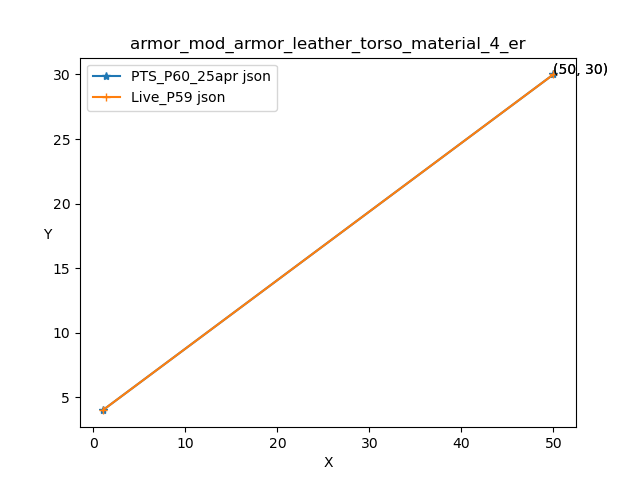 armor_mod_armor_leather_torso_material_4_er
PTS_P60_25apr json
Live_P59 json
(50, 30)
30
25
20
15
10
5
Y
0 10 20 30 40 50
X